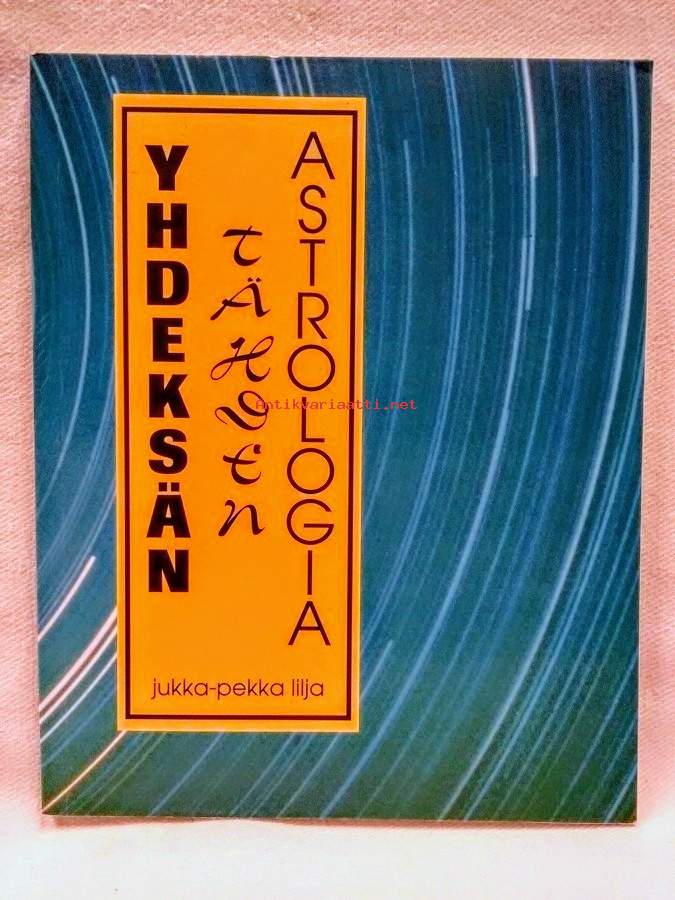 YHDEKSÄN
TÄHDEN
ASTROLOGIA
jukka-pekka lilja
Antikvariaatti.net